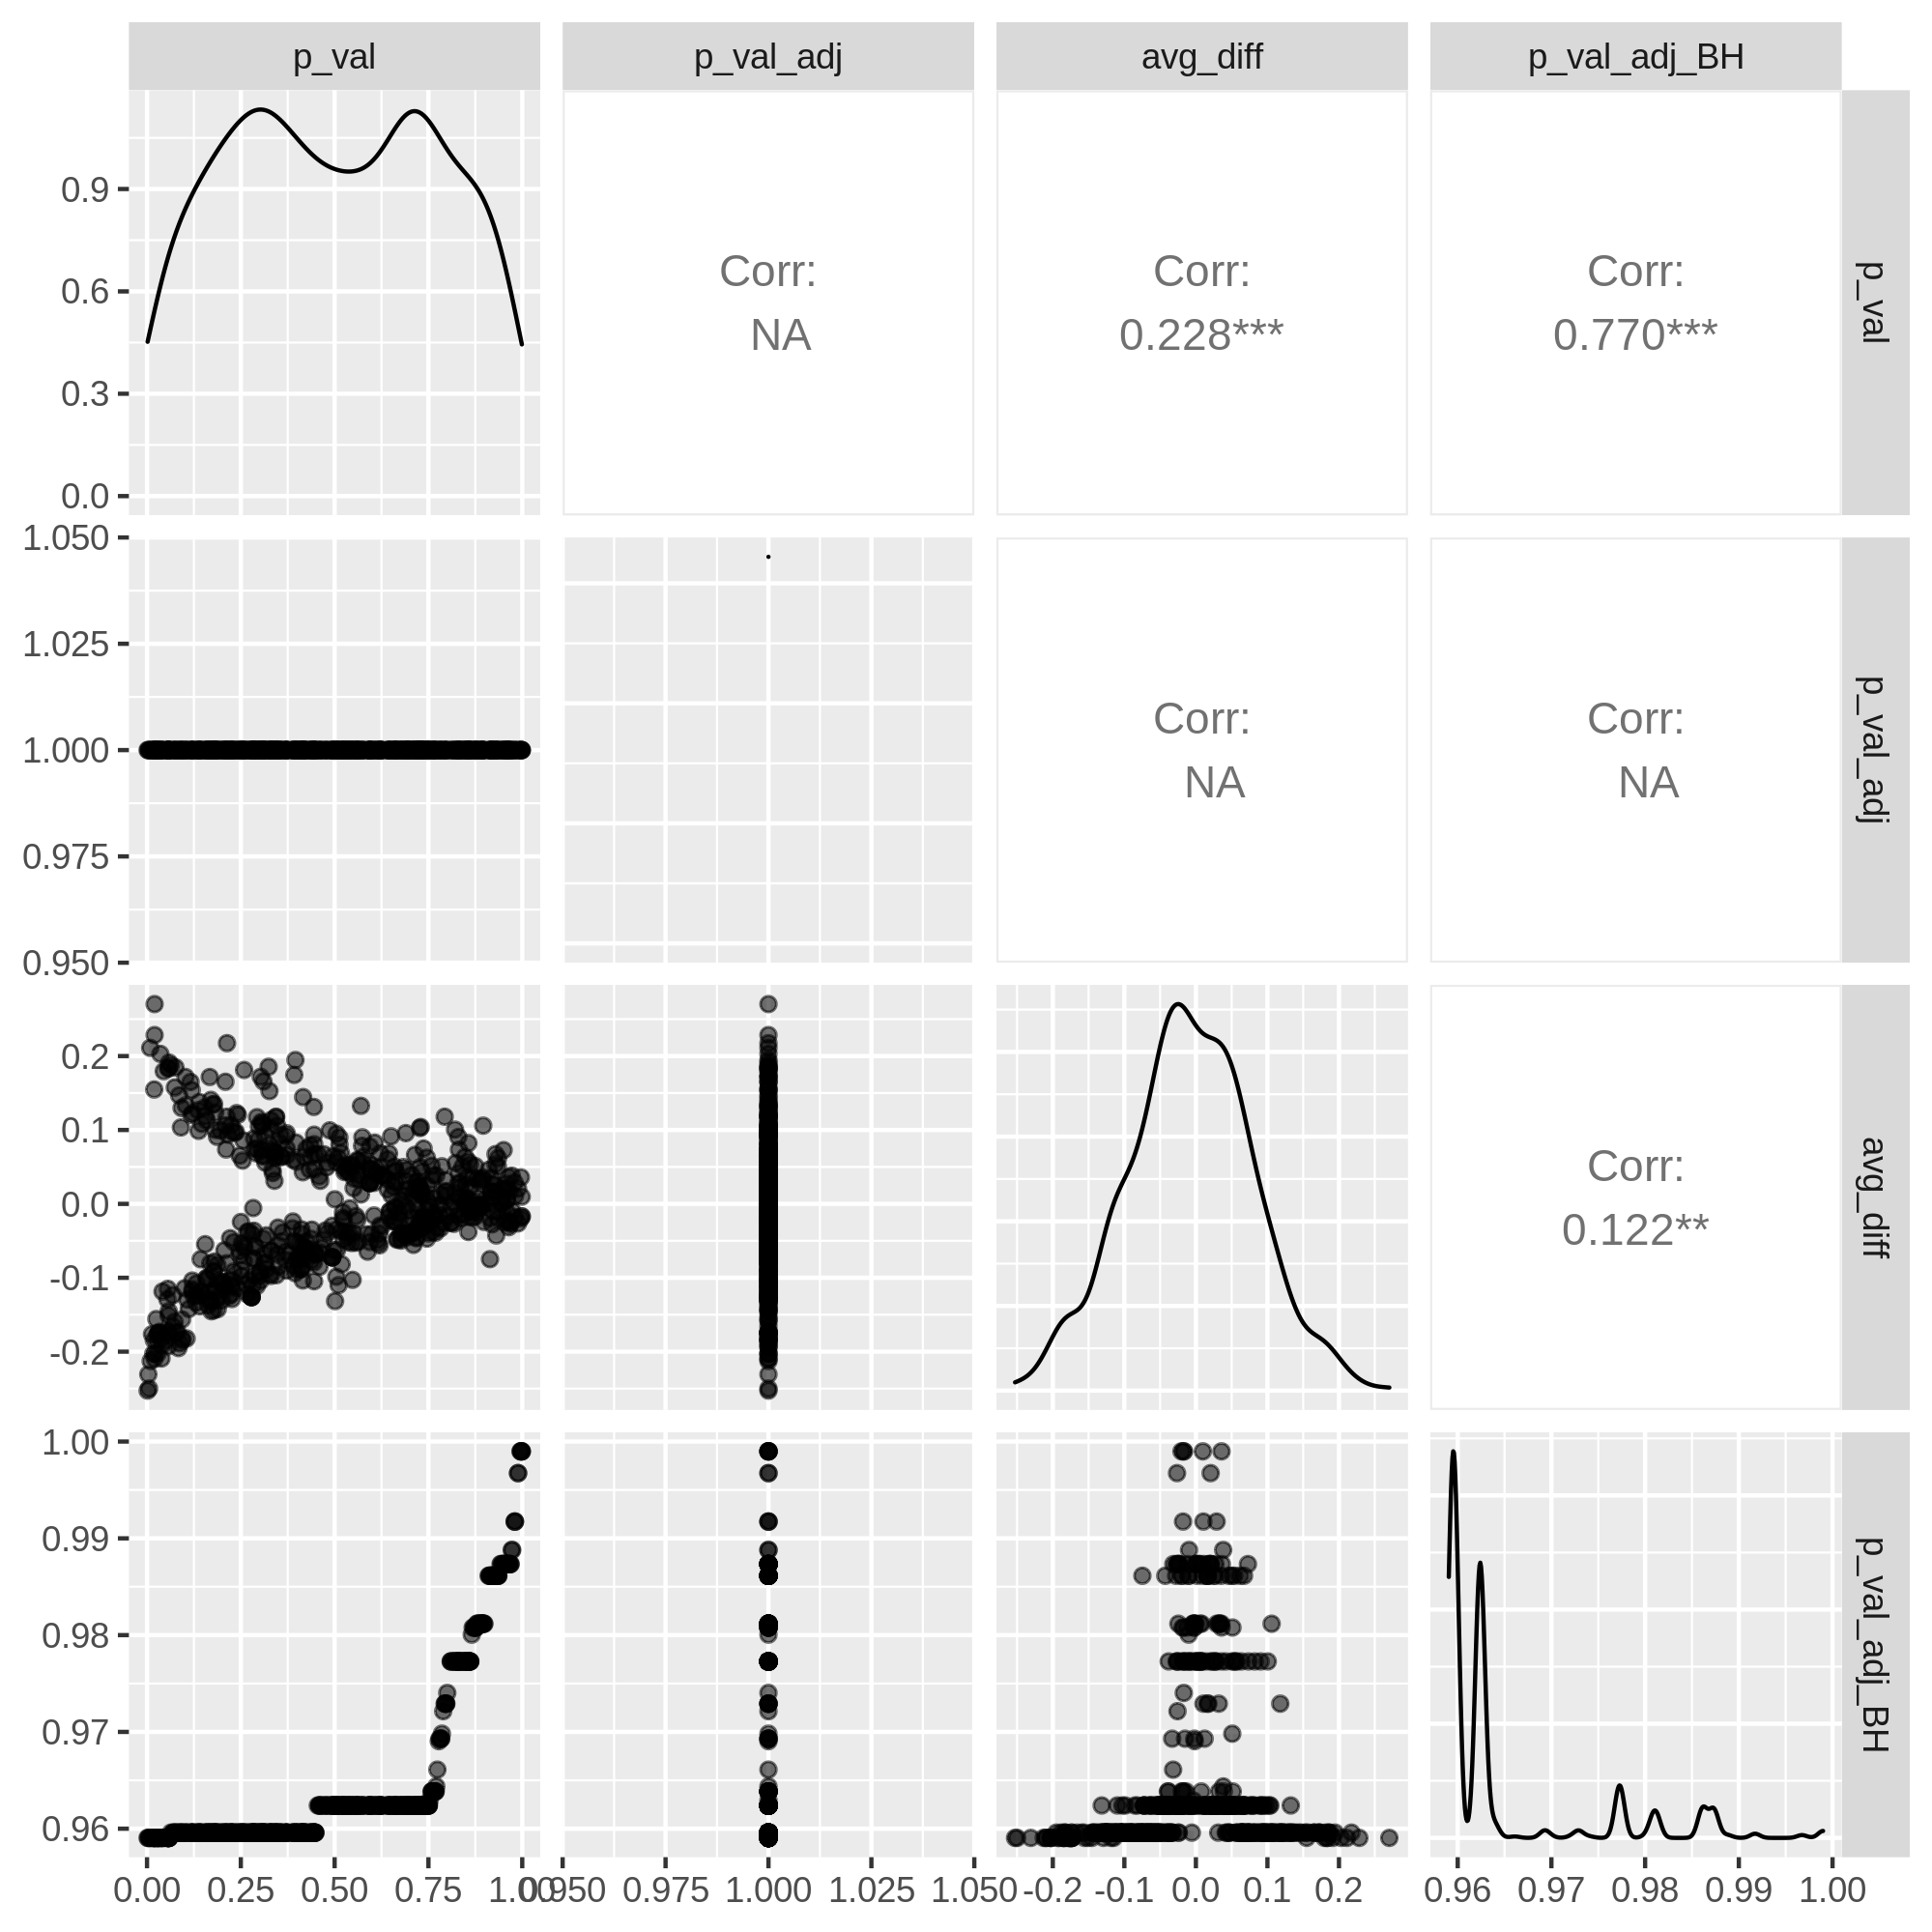 p_val
p_val_adj
avg_diff
p_val_adj_BH
0.9
0.6
0.3
0.0
Corr:
NA
Corr:
0.228***
Corr:
0.770***
p_val
1.050
1.025
1.000
0.975
0.950
Corr:
NA
Corr:
NA
p_val_adj
0.2
0.1
0.0
-0.1
-0.2
Corr:
0.122**
avg_diff
1.00
0.99
0.98
0.97
0.96
p_val_adj_BH
0.00 0.25 0.50 0.75 1.00
0.950 0.975 1.000 1.025 1.050
-0.2 -0.1 0.0 0.1 0.2
0.96 0.97 0.98 0.99 1.00